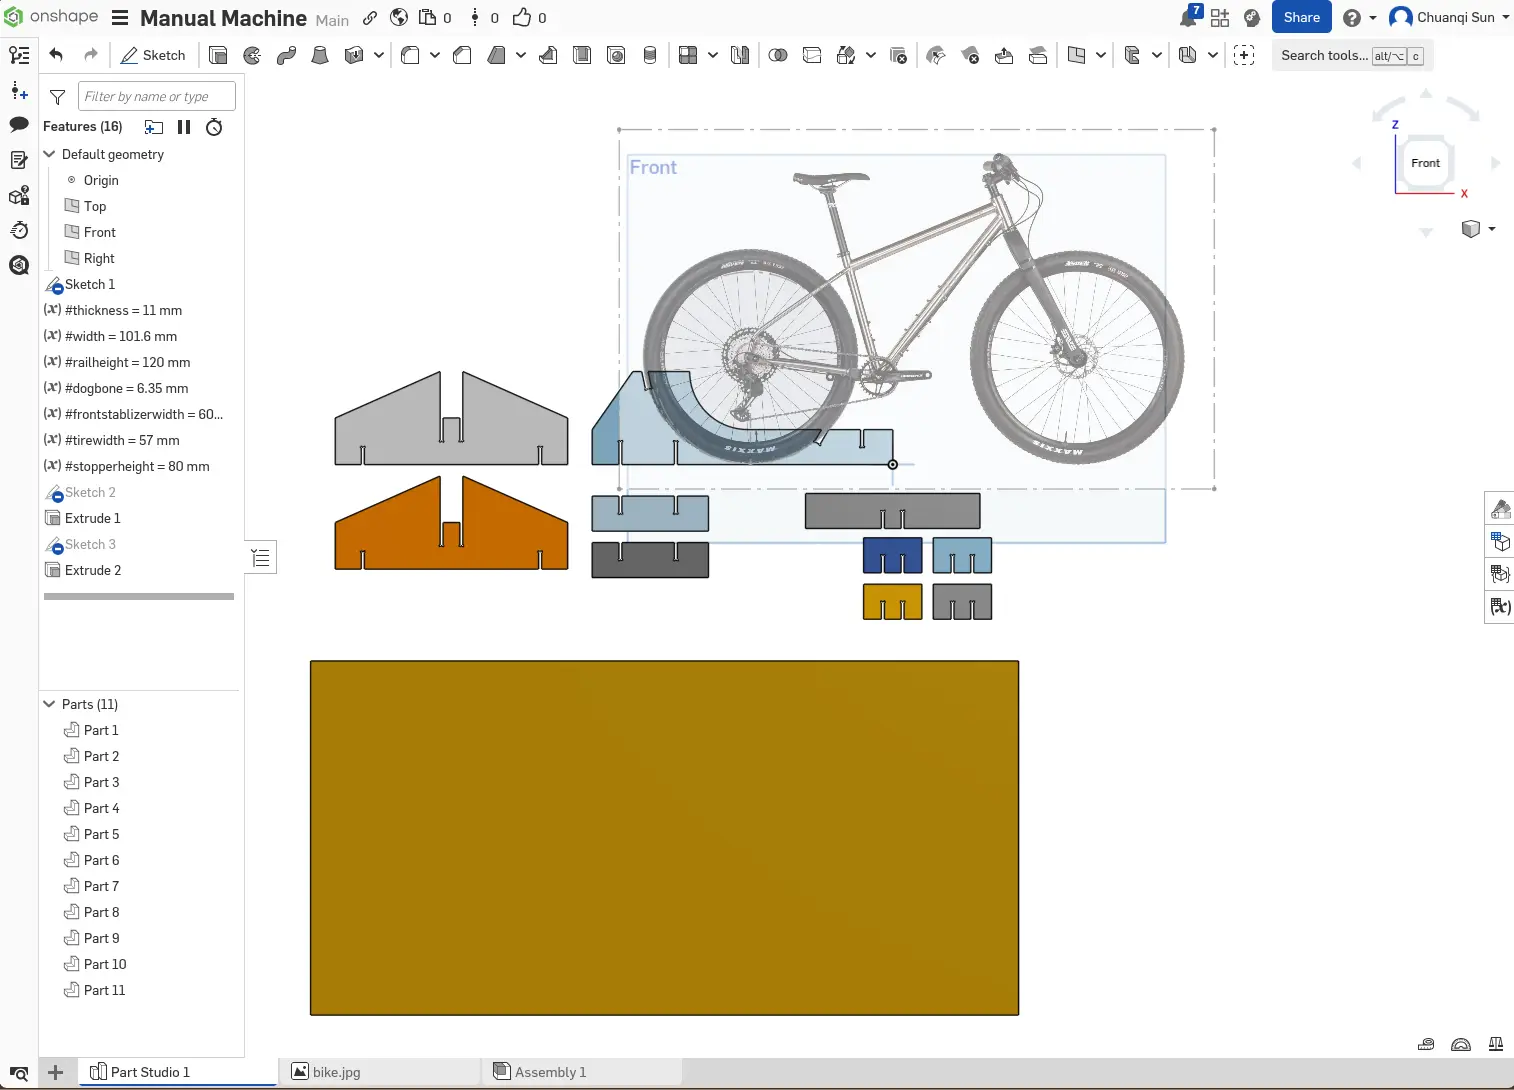 onshape Manual Machine Main 0 0 0 7 Share Chuanqi Sun
Sketch Search tools... alt/⌥ c
Filter by name or type
Features (16)
Default geometry
Origin
Top
Front
Right
Sketch 1
(x) #thickness = 11 mm
(x) #width = 101.6 mm
(x) #railheight = 120 mm
(x) #dogbone = 6.35 mm
(x) #frontstablizerwidth = 60...
(x) #tirewidth = 57 mm
(x) #stopperheight = 80 mm
Sketch 2
Extrude 1
Sketch 3
Extrude 2
Parts (11)
Part 1
Part 2
Part 3
Part 4
Part 5
Part 6
Part 7
Part 8
Part 9
Part 10
Part 11
Front
MAXXIS
MAXXIS
Z
Front
X
(x)
Part Studio 1 bike.jpg Assembly 1